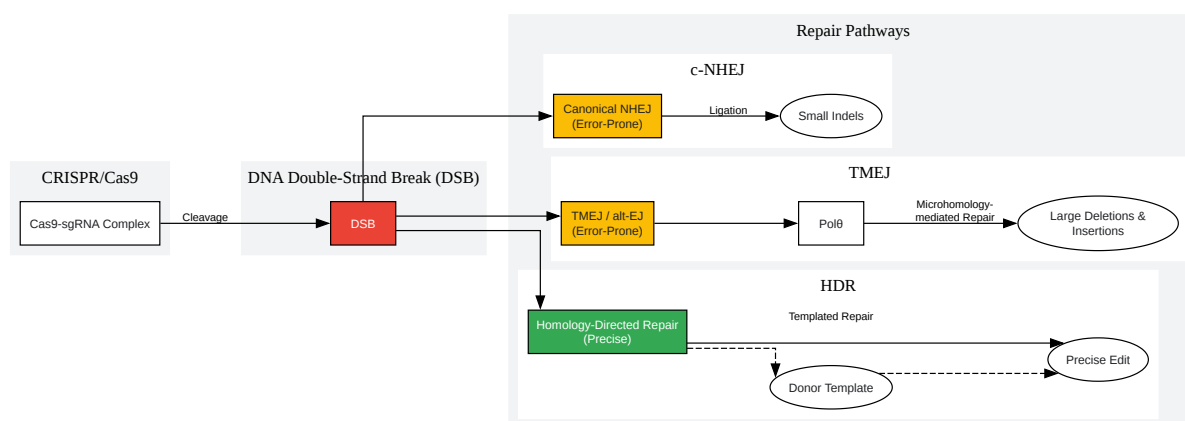 Repair Pathways
c-NHEJ
Canonical NHEJ
(Error-Prone)
Ligation
Small Indels
CRISPR/Cas9
Cas9-sgRNA Complex
Cleavage
DNA Double-Strand Break (DSB)
DSB
TMEJ
TMEJ / alt-EJ
(Error-Prone)
Polθ
Microhomology-
mediated Repair
Large Deletions &
Insertions
HDR
Homology-Directed Repair
(Precise)
Templated Repair
Donor Template
Precise Edit